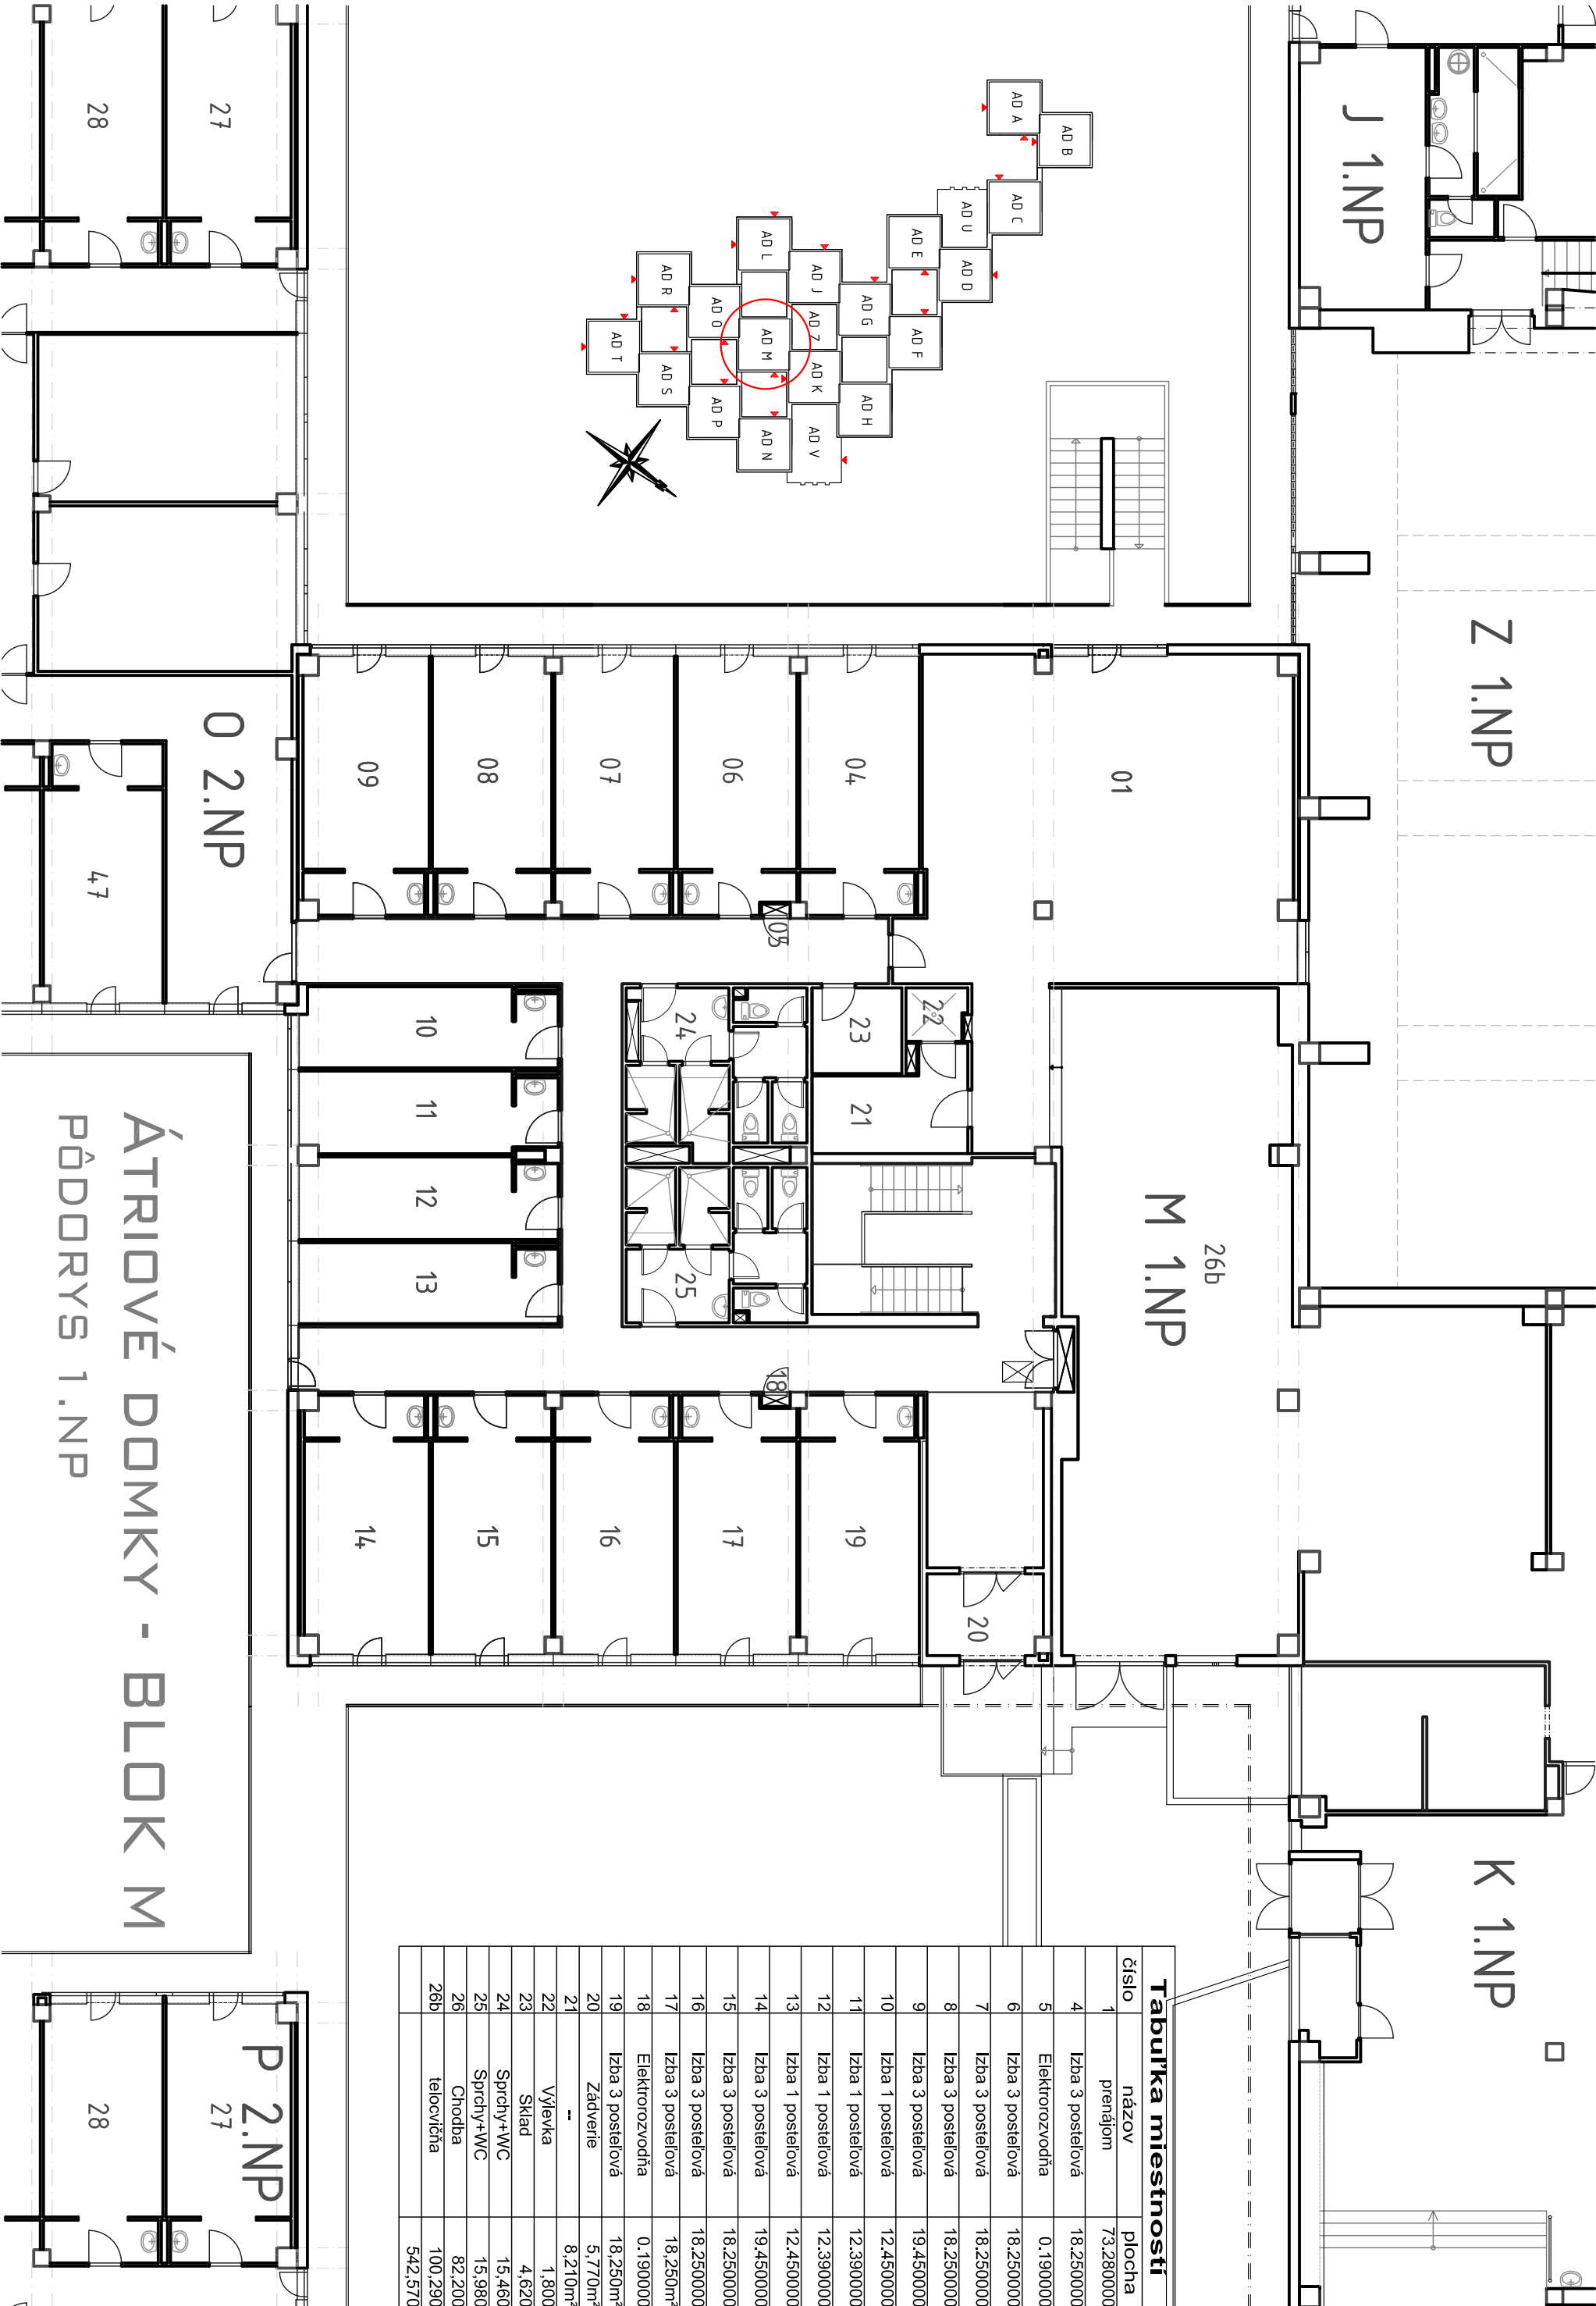 ÁTRIOVÉ DOMKY - BLOK M
PÔDORYS 1.NP
J 1.NP
Z 1.NP
K 1.NP
M 1.NP
26b
O 2.NP
P 2.NP
AD A
AD B
AD C
AD U
AD D
AD E
AD F
AD G
AD H
AD J
AD Z
AD K
AD V
AD L
AD M
AD N
AD O
AD P
AD R
AD S
AD T
28
27
47
01
04
05
06
07
08
09
10
11
12
13
14
15
16
17
18
19
20
21
22
23
24
25
27
28
Tabuľka miestností
číslo názov plocha
1 prenájom 73.280000
4 Izba 3 posteľová 18.250000
5 Elektrorozvodňa 0.190000
6 Izba 3 posteľová 18.250000
7 Izba 3 posteľová 18.250000
8 Izba 3 posteľová 18.250000
9 Izba 3 posteľová 19.450000
10 Izba 1 posteľová 12.450000
11 Izba 1 posteľová 12.390000
12 Izba 1 posteľová 12.390000
13 Izba 1 posteľová 12.450000
14 Izba 3 posteľová 19.450000
15 Izba 3 posteľová 18.250000
16 Izba 3 posteľová 18.250000
17 Izba 3 posteľová 18,250m²
18 Elektrorozvodňa 0.190000
19 Izba 3 posteľová 18,250m²
20 Zádverie 5,770m²
21 -- 8,210m²
22 Výlevka 1,800
23 Sklad 4,620
24 Sprchy+WC 15,460
25 Sprchy+WC 15,980
26 Chodba 82,200
26b telocvičňa 100,290
542,570